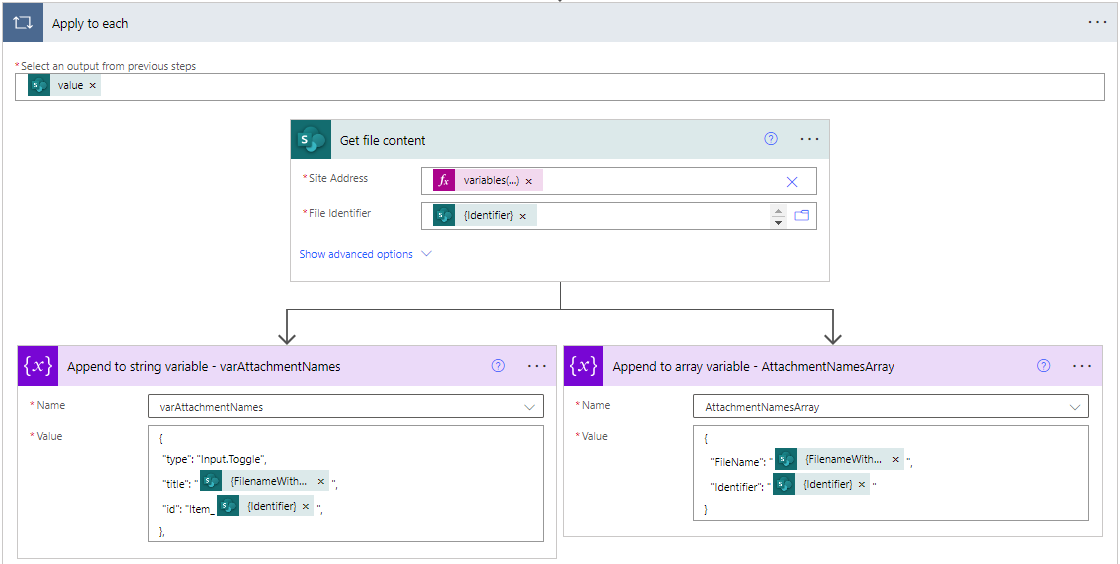 Apply to each
*Select an output from previous steps
value ×
Get file content
*Site Address
fx variables(...) ×
*File Identifier
{Identifier} ×
Show advanced options
{x} Append to string variable - varAttachmentNames
*Name
varAttachmentNames
*Value
{
"type": "Input.Toggle",
"title": " {FilenameWith... × ",
"id": "Item_ {Identifier} × ",
},
{x} Append to array variable - AttachmentNamesArray
*Name
AttachmentNamesArray
*Value
{
"FileName": " {FilenameWith... × ",
"Identifier": " {Identifier} × "
}